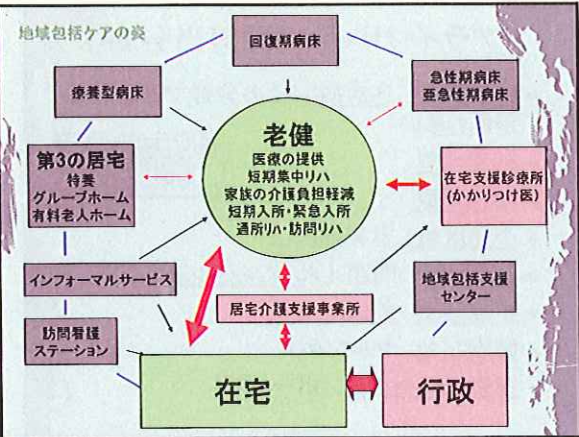 地域包括ケアの姿
回復期病床
療養型病床
急性期病床
亜急性期病床
老健
医療の提供
短期集中リハ
家族の介護負担軽減
短期入所・緊急入所
通所リハ・訪問リハ
第3の居宅
特養
グループホーム
有料老人ホーム
在宅支援診療所
(かかりつけ医)
インフォーマルサービス
居宅介護支援事業所
地域包括支援
センター
訪問看護
ステーション
在宅
行政